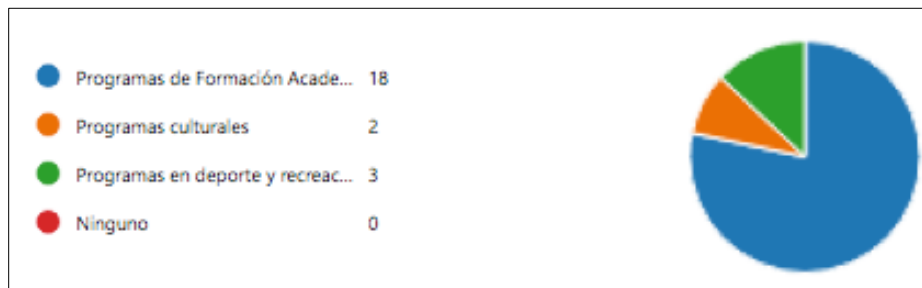 Programas de Formación Acade... 18
Programas culturales 2
Programas en deporte y recreac... 3
Ninguno 0